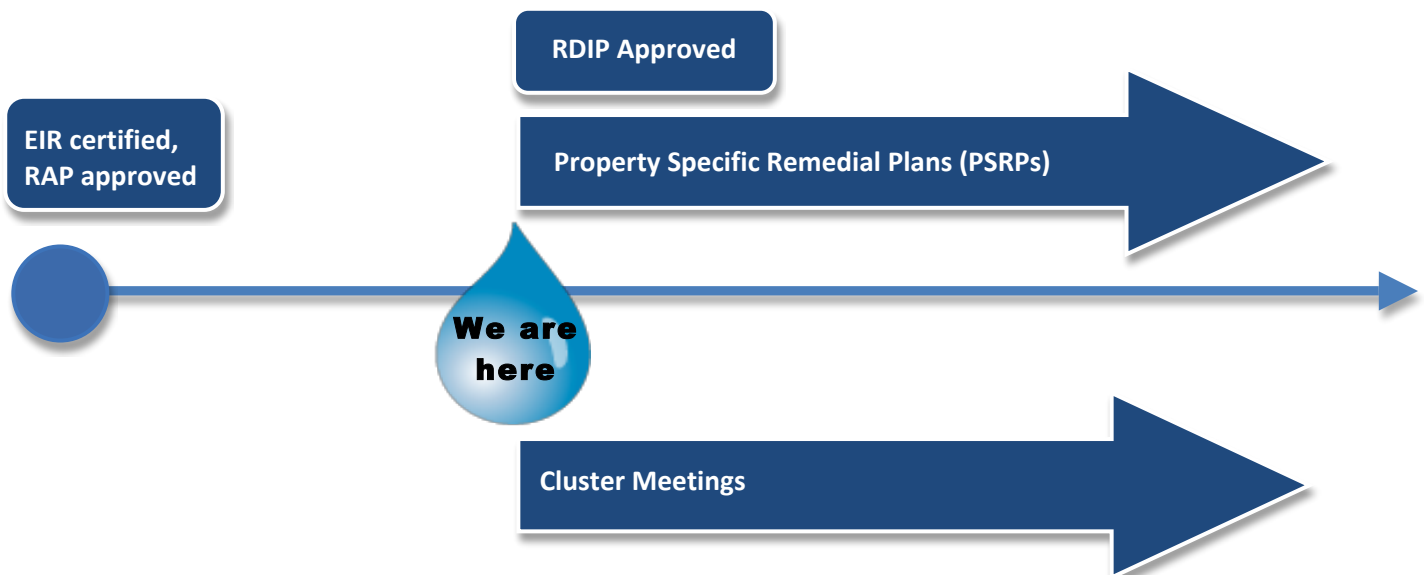 RDIP Approved
EIR certified,
RAP approved
Property Specific Remedial Plans (PSRPs)
We are
here
Cluster Meetings